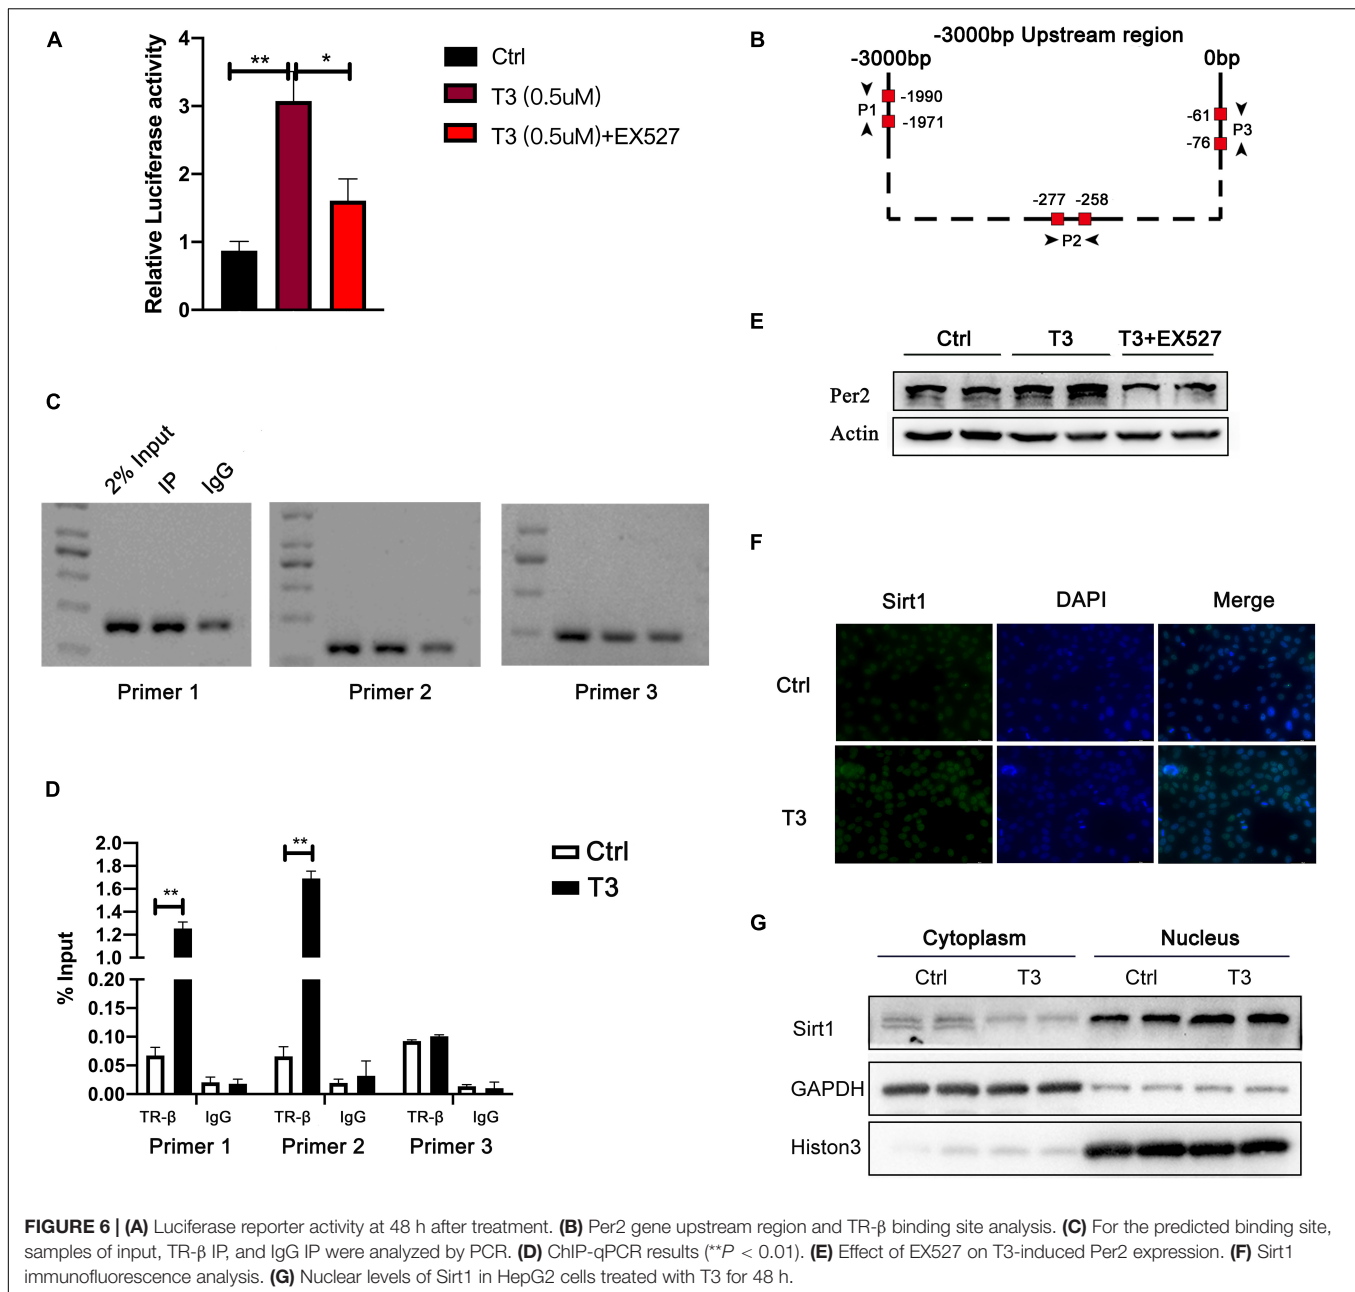 A
Relative Luciferase activity
4
3
2
1
0
**
*
Ctrl
T3 (0.5uM)
T3 (0.5uM)+EX527
B
-3000bp Upstream region
-3000bp
0bp
P1
-1990
-1971
-61
-76
P3
-277 -258
P2
E
Ctrl T3 T3+EX527
Per2
Actin
C
2% Input IP IgG
Primer 1 Primer 2 Primer 3
F
Sirt1 DAPI Merge
Ctrl
T3
D
% Input
2.0
1.8
1.6
1.4
1.2
1.0
0.20
0.15
0.10
0.05
0.00
**
**
Ctrl
T3
TR-β IgG TR-β IgG TR-β IgG
Primer 1 Primer 2 Primer 3
G
Cytoplasm Nucleus
Ctrl T3 Ctrl T3
Sirt1
GAPDH
Histon3
FIGURE 6 | (A) Luciferase reporter activity at 48 h after treatment. (B) Per2 gene upstream region and TR-β binding site analysis. (C) For the predicted binding site,
samples of input, TR-β IP, and IgG IP were analyzed by PCR. (D) ChIP-qPCR results (**P < 0.01). (E) Effect of EX527 on T3-induced Per2 expression. (F) Sirt1
immunofluorescence analysis. (G) Nuclear levels of Sirt1 in HepG2 cells treated with T3 for 48 h.